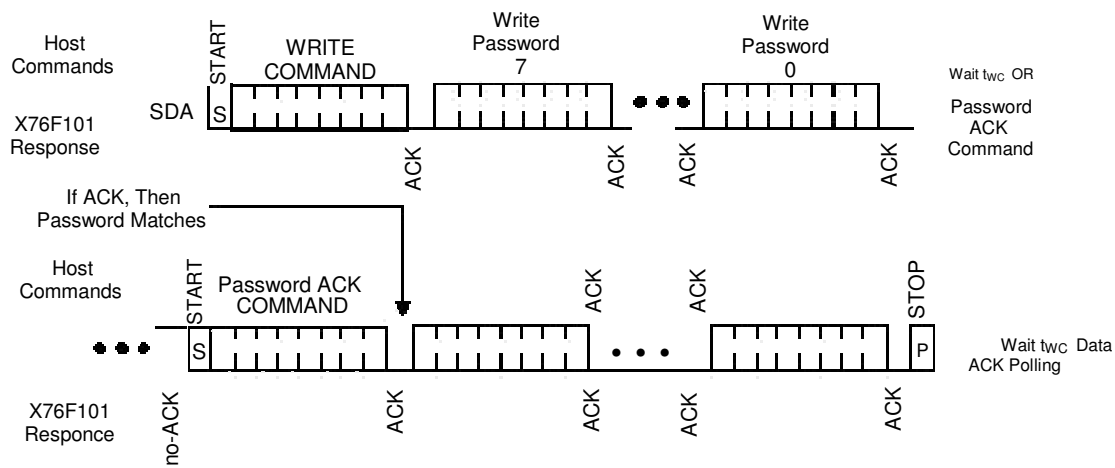 Host
Commands
START
WRITE
COMMAND
Write
Password
7
Write
Password
0
Wait tWC OR
Password
ACK
Command
SDA
S
X76F101
Response
ACK
ACK
ACK
ACK
If ACK, Then
Password Matches
Host
Commands
START
Password ACK
COMMAND
ACK
ACK
STOP
S
P
Wait tWC Data
ACK Polling
X76F101
Responce
no-ACK
ACK
ACK
ACK
ACK